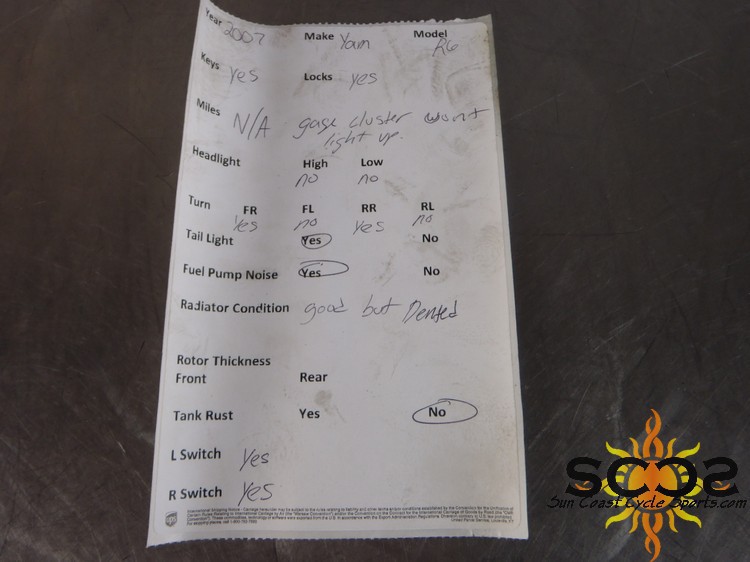 Year 2007 Make Yam Model R6
Keys yes Locks yes
Miles N/A gage cluster wont
light up.
Headlight High Low
no no
Turn FR FL RR RL
Yes no Yes no
Tail Light Yes No
Fuel Pump Noise Yes No
Radiator Condition good but Dented
Rotor Thickness
Front Rear
Tank Rust Yes No
L Switch Yes
R Switch Yes
SCCS
Sun Coast Cycle Sports.com